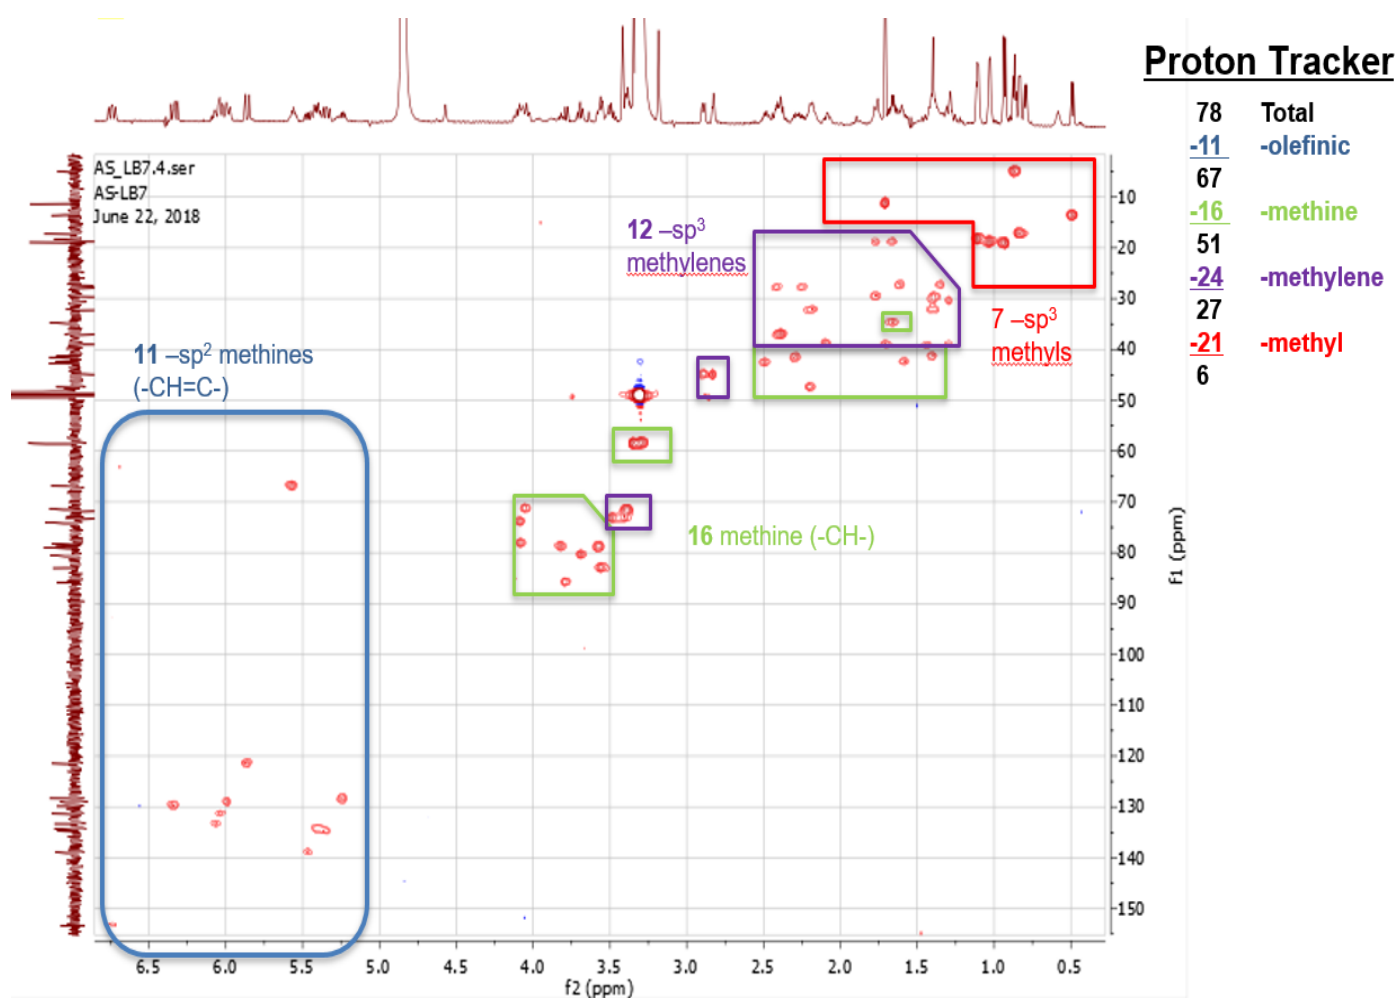 Proton Tracker
78 Total
-11 -olefinic
67
-16 -methine
51
-24 -methylene
27
-21 -methyl
6
AS_LB7.4.ser
AS-LB7
June 22, 2018
12 –sp³
methylenes
7 –sp³
methyls
11 –sp² methines
(-CH=C-)
16 methine (-CH-)
10
20
30
40
50
60
70
80
90
100
110
120
130
140
150
f1 (ppm)
6.5 6.0 5.5 5.0 4.5 4.0 3.5 3.0 2.5 2.0 1.5 1.0 0.5
f2 (ppm)